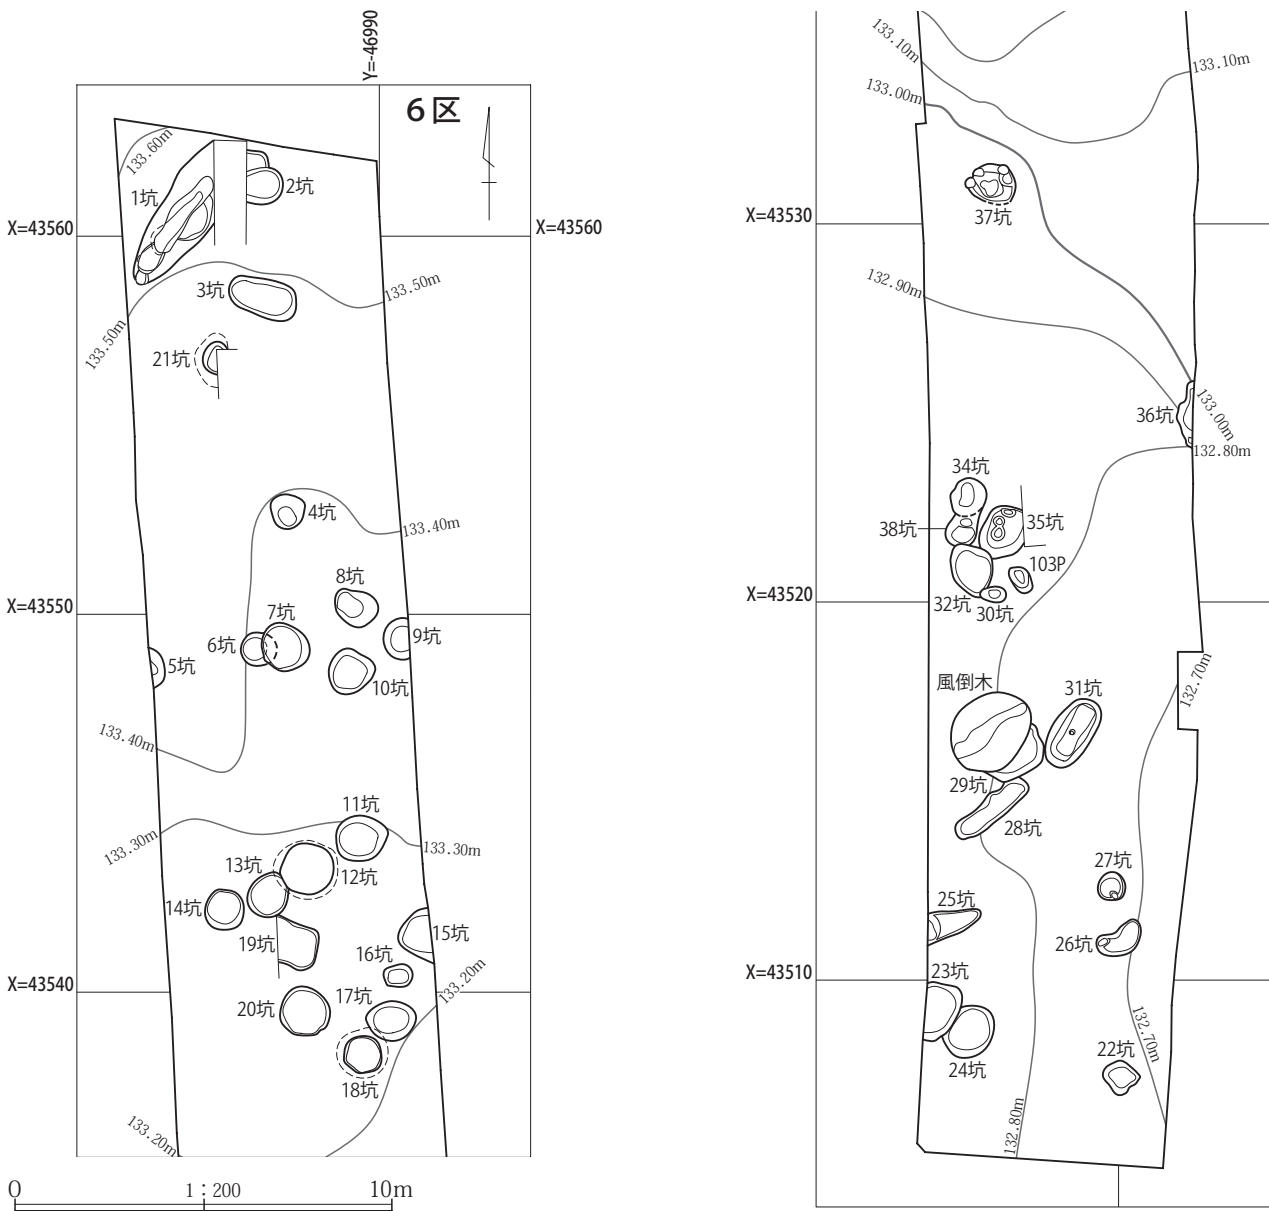 Y=-46990
6区
133.60m
1坑
2坑
X=43560
X=43560
3坑
133.50m
133.50m
21坑
4坑
133.40m
8坑
X=43550
7坑
6坑
9坑
5坑
10坑
133.40m
11坑
133.30m
133.30m
13坑
12坑
14坑
19坑
15坑
16坑
133.20m
X=43540
17坑
20坑
18坑
133.20m
0
1：200
10m
133.10m
133.10m
133.00m
X=43530
37坑
132.90m
36坑
133.00m
132.80m
34坑
38坑
35坑
103P
X=43520
32坑
30坑
132.70m
風倒木
31坑
29坑
28坑
27坑
25坑
26坑
23坑
X=43510
132.70m
24坑
22坑
132.80m